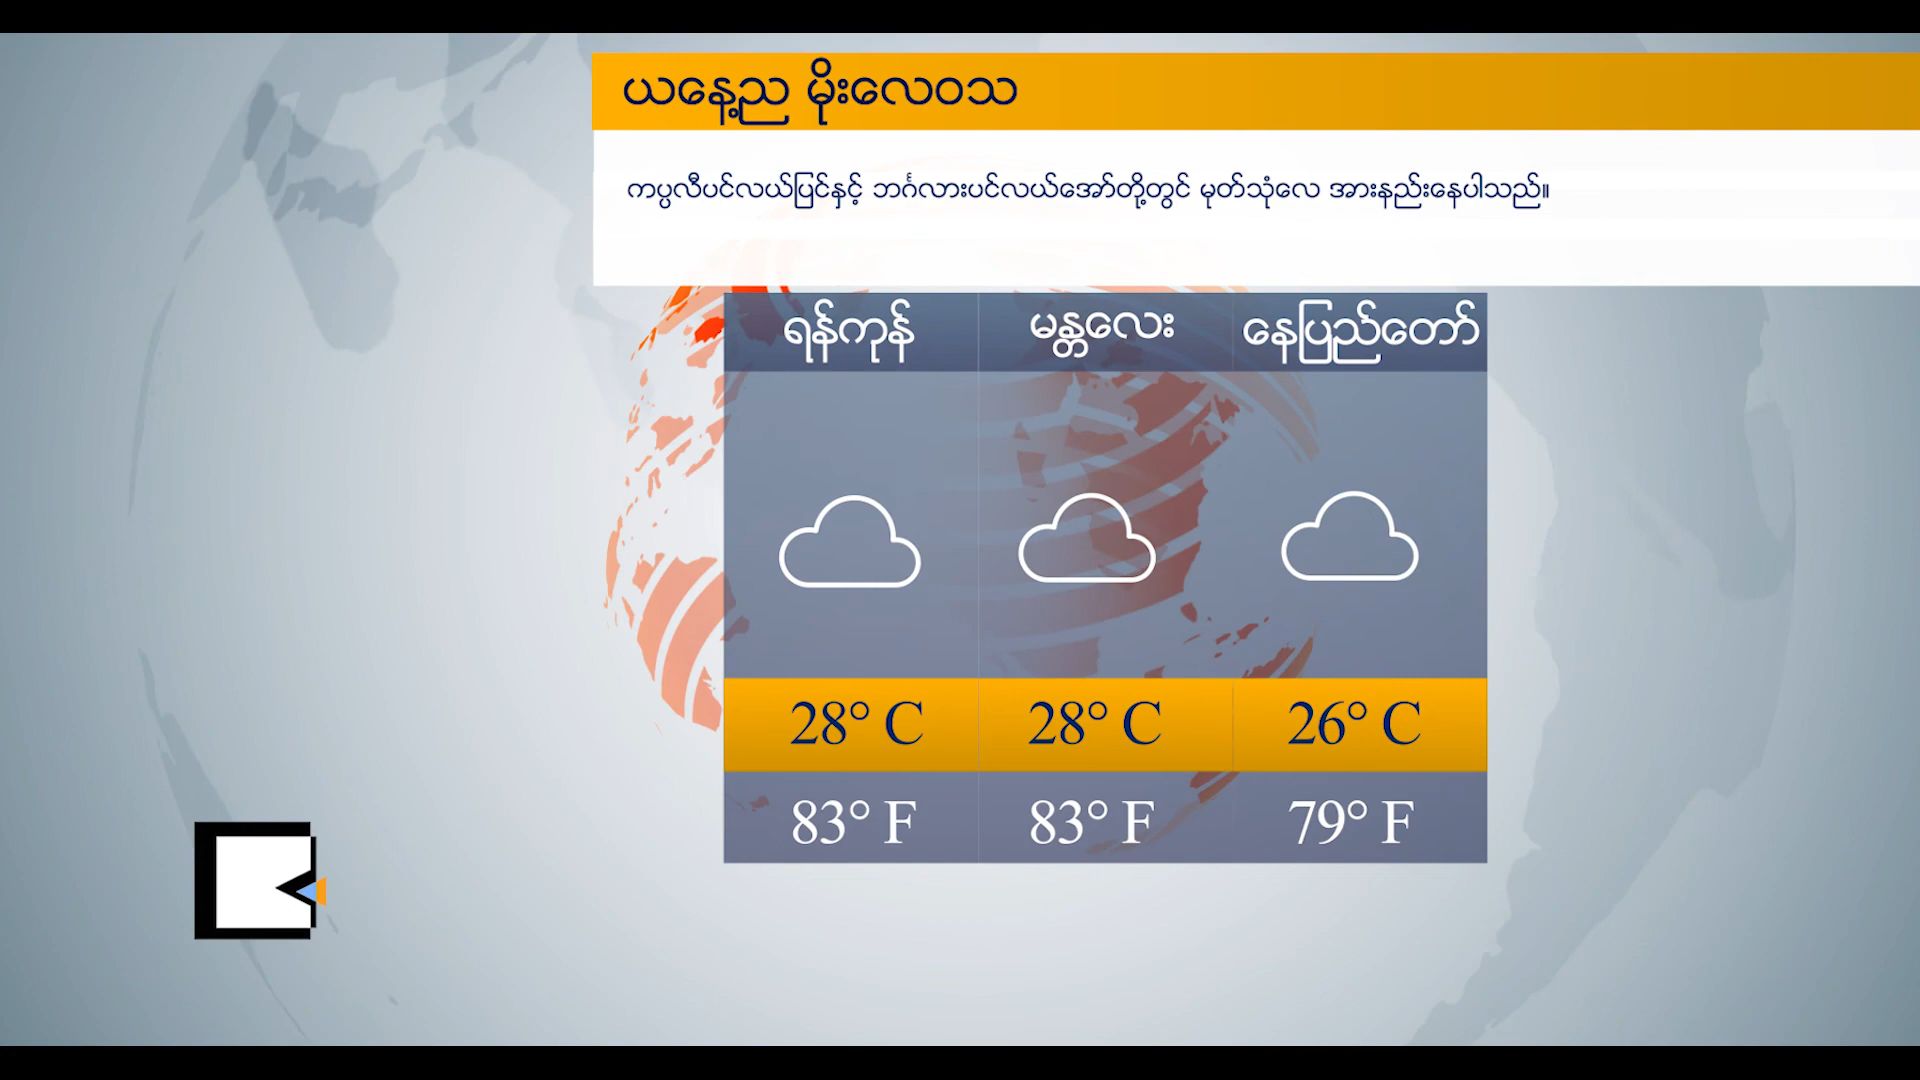 ယနေ့ည မိုးလေဝသ
ကပ္ပလီပင်လယ်ပြင်နှင့် ဘင်္ဂလားပင်လယ်အော်တို့တွင် မုတ်သုံလေ အားနည်းနေပါသည်။
ရန်ကုန် မန္တလေး နေပြည်တော်
28° C 28° C 26° C
83° F 83° F 79° F